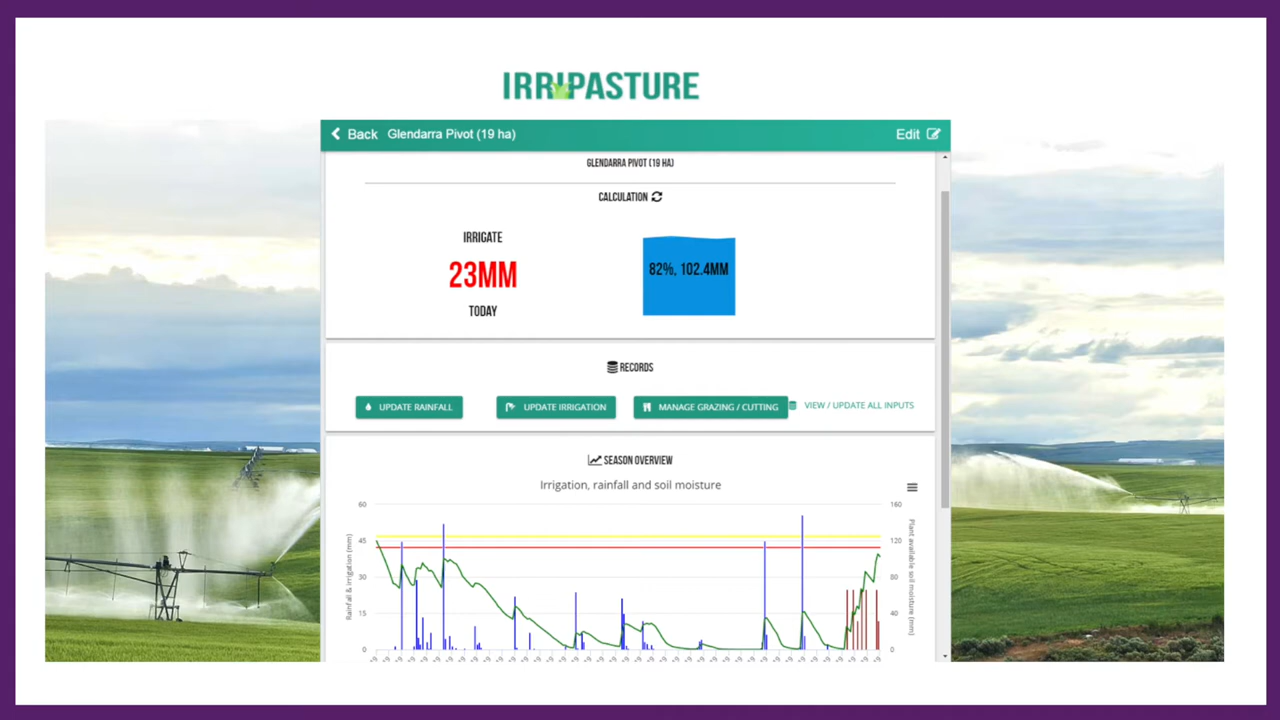 IRRIPASTURE
Back Glendarra Pivot (19 ha) Edit
GLENDARRA PIVOT (19 HA)
CALCULATION
IRRIGATE
23MM
TODAY
82%, 102.4MM
RECORDS
UPDATE RAINFALL
UPDATE IRRIGATION
MANAGE GRAZING / CUTTING
VIEW / UPDATE ALL INPUTS
SEASON OVERVIEW
Irrigation, rainfall and soil moisture
Rainfall & irrigation (mm)
60
45
30
15
0
160
120
80
40
0
Plant available soil moisture (mm)